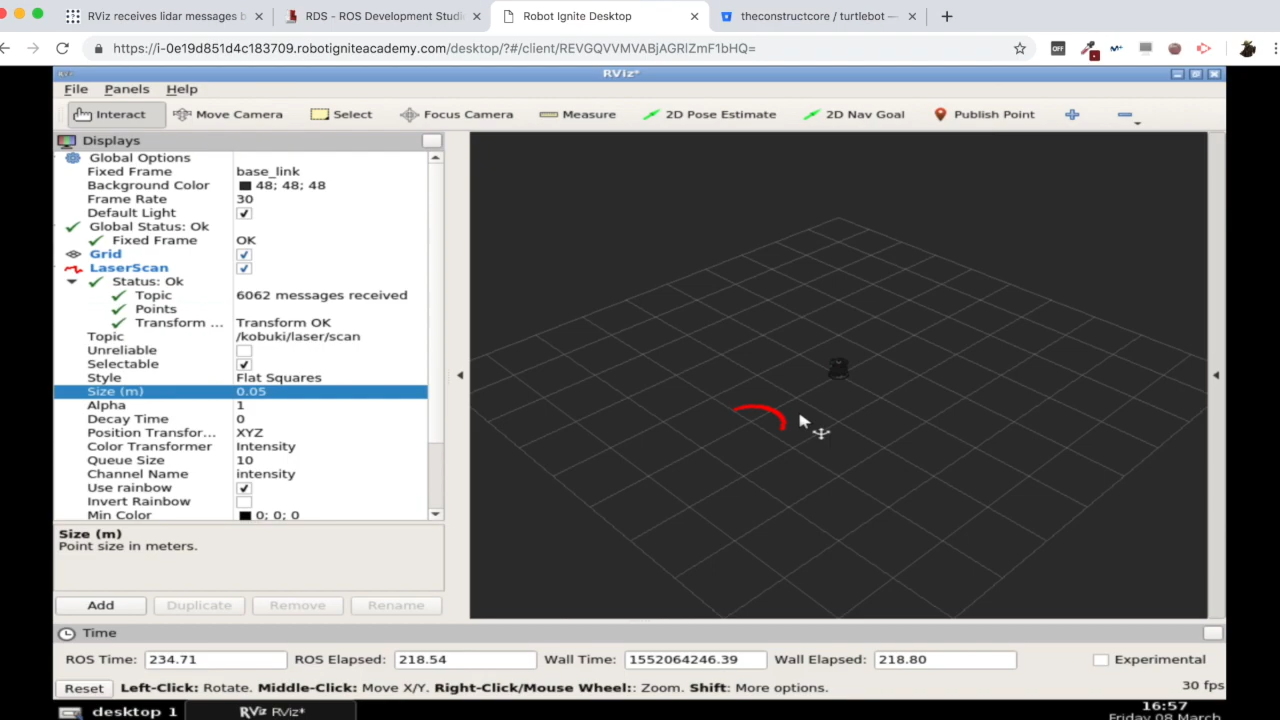 RViz receives lidar messages b
RDS - ROS Development Studi
Robot Ignite Desktop
theconstructcore / turtlebot —
https://i-0e19d851d4c183709.robotigniteacademy.com/desktop/?#/client/REVGQVVMVABjAGRlZmF1bHQ=
OFF
RViz*
File Panels Help
Interact Move Camera Select Focus Camera Measure 2D Pose Estimate 2D Nav Goal Publish Point
Displays
Global Options
Fixed Frame base_link
Background Color 48; 48; 48
Frame Rate 30
Default Light
Global Status: Ok
Fixed Frame OK
Grid
LaserScan
Status: Ok
Topic 6062 messages received
Points
Transform ... Transform OK
Topic /kobuki/laser/scan
Unreliable
Selectable
Style Flat Squares
Size (m) 0.05
Alpha 1
Decay Time 0
Position Transfor... XYZ
Color Transformer Intensity
Queue Size 10
Channel Name intensity
Use rainbow
Invert Rainbow
Min Color 0; 0; 0
Size (m)
Point size in meters.
Add Duplicate Remove Rename
Time
ROS Time: 234.71 ROS Elapsed: 218.54 Wall Time: 1552064246.39 Wall Elapsed: 218.80 Experimental
Reset Left-Click: Rotate. Middle-Click: Move X/Y. Right-Click/Mouse Wheel:: Zoom. Shift: More options. 30 fps
desktop 1 RViz RViz* 16:57
Friday 08 March